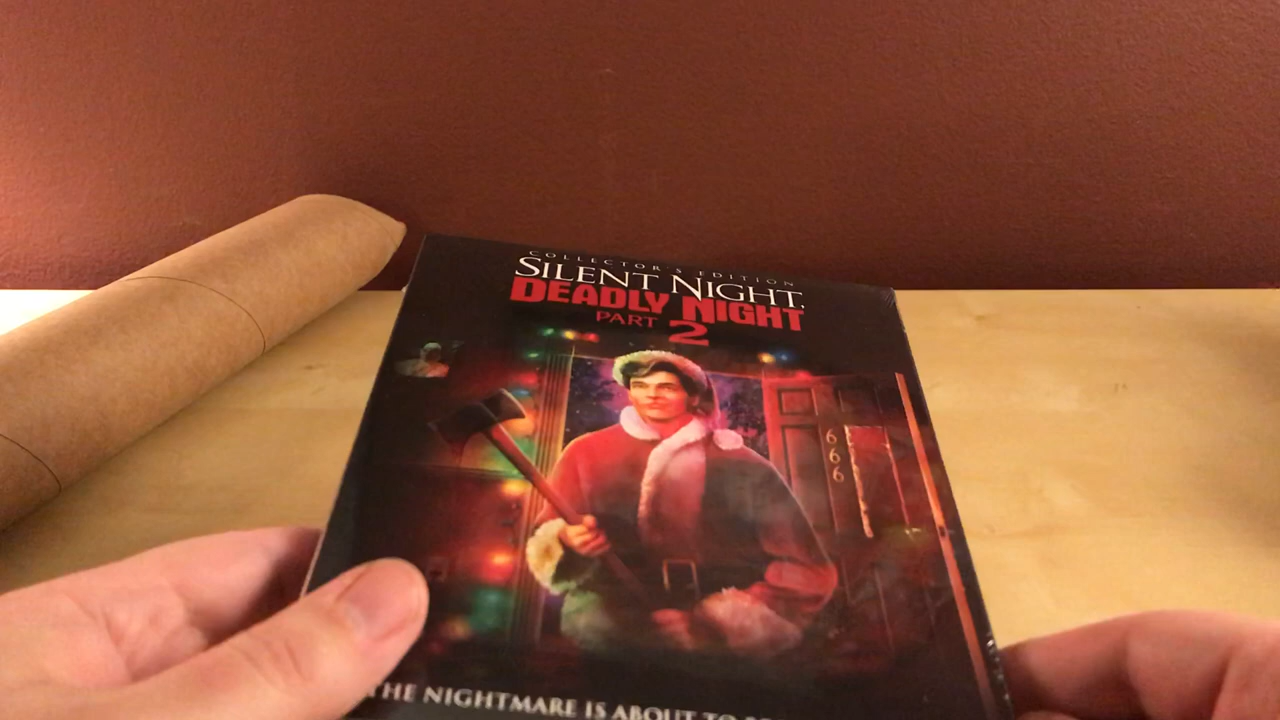 COLLECTOR'S EDITION
SILENT NIGHT,
DEADLY NIGHT
PART 2
666
THE NIGHTMARE IS ABOUT TO